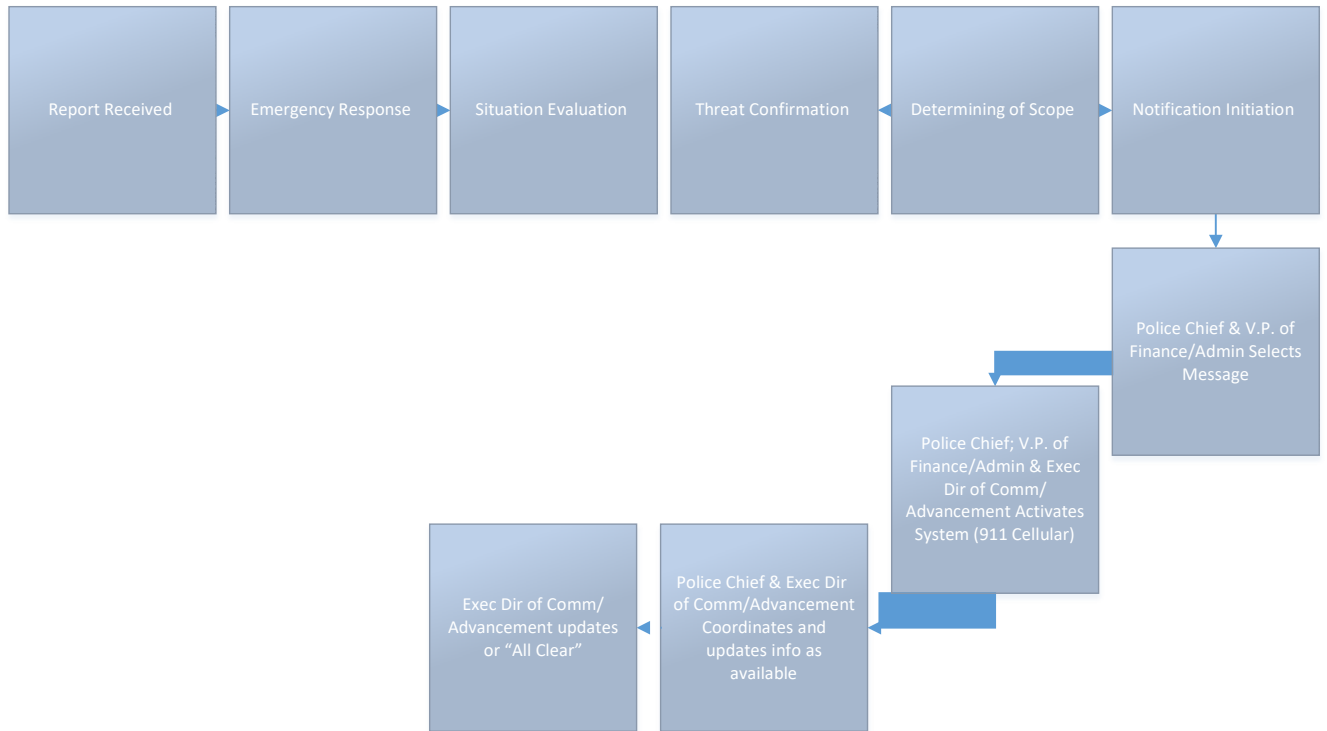 Report Received
Emergency Response
Situation Evaluation
Threat Confirmation
Determining of Scope
Notification Initiation
Police Chief & V.P. of
Finance/Admin Selects
Message
Police Chief; V.P. of
Finance/Admin & Exec
Dir of Comm/
Advancement Activates
System (911 Cellular)
Police Chief & Exec Dir
of Comm/Advancement
Coordinates and
updates info as
available
Exec Dir of Comm/
Advancement updates
or “All Clear”